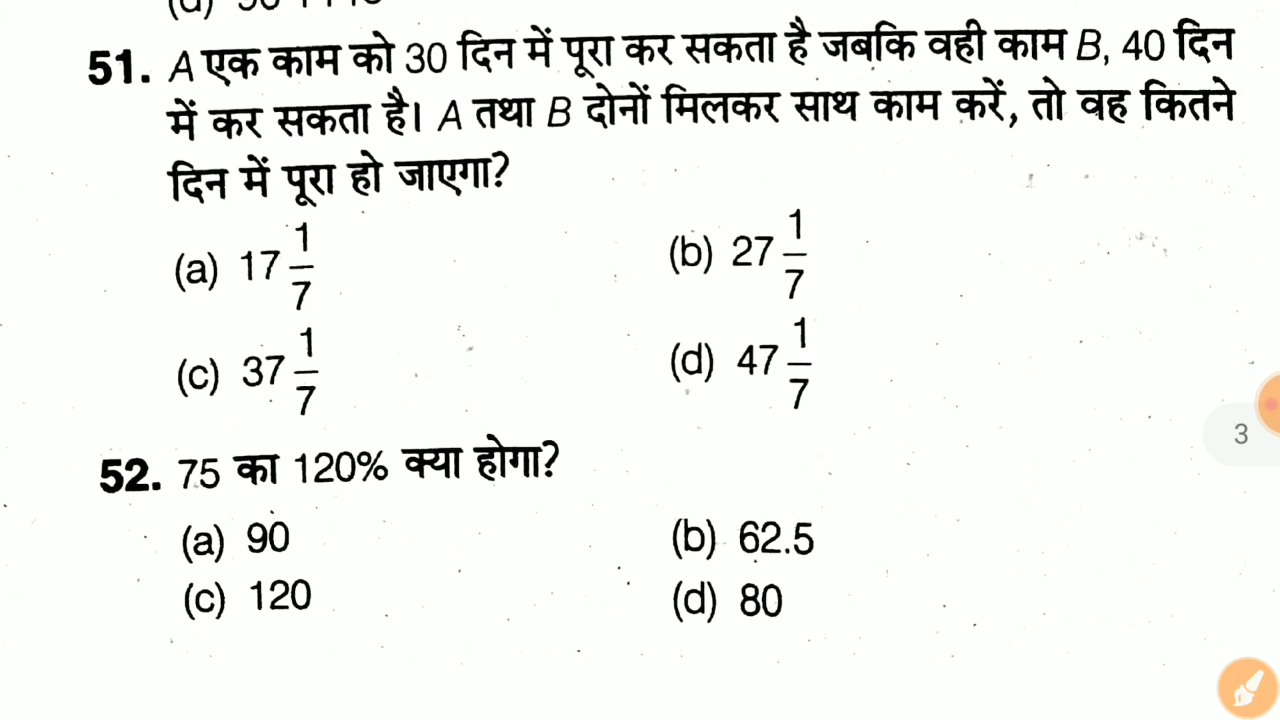 51. A एक काम को 30 दिन में पूरा कर सकता है जबकि वही काम B, 40 दिन
में कर सकता है। A तथा B दोनों मिलकर साथ काम करें, तो वह कितने
दिन में पूरा हो जाएगा?
(a) 17 1/7 (b) 27 1/7
(c) 37 1/7 (d) 47 1/7
3
52. 75 का 120% क्या होगा?
(a) 90 (b) 62.5
(c) 120 (d) 80